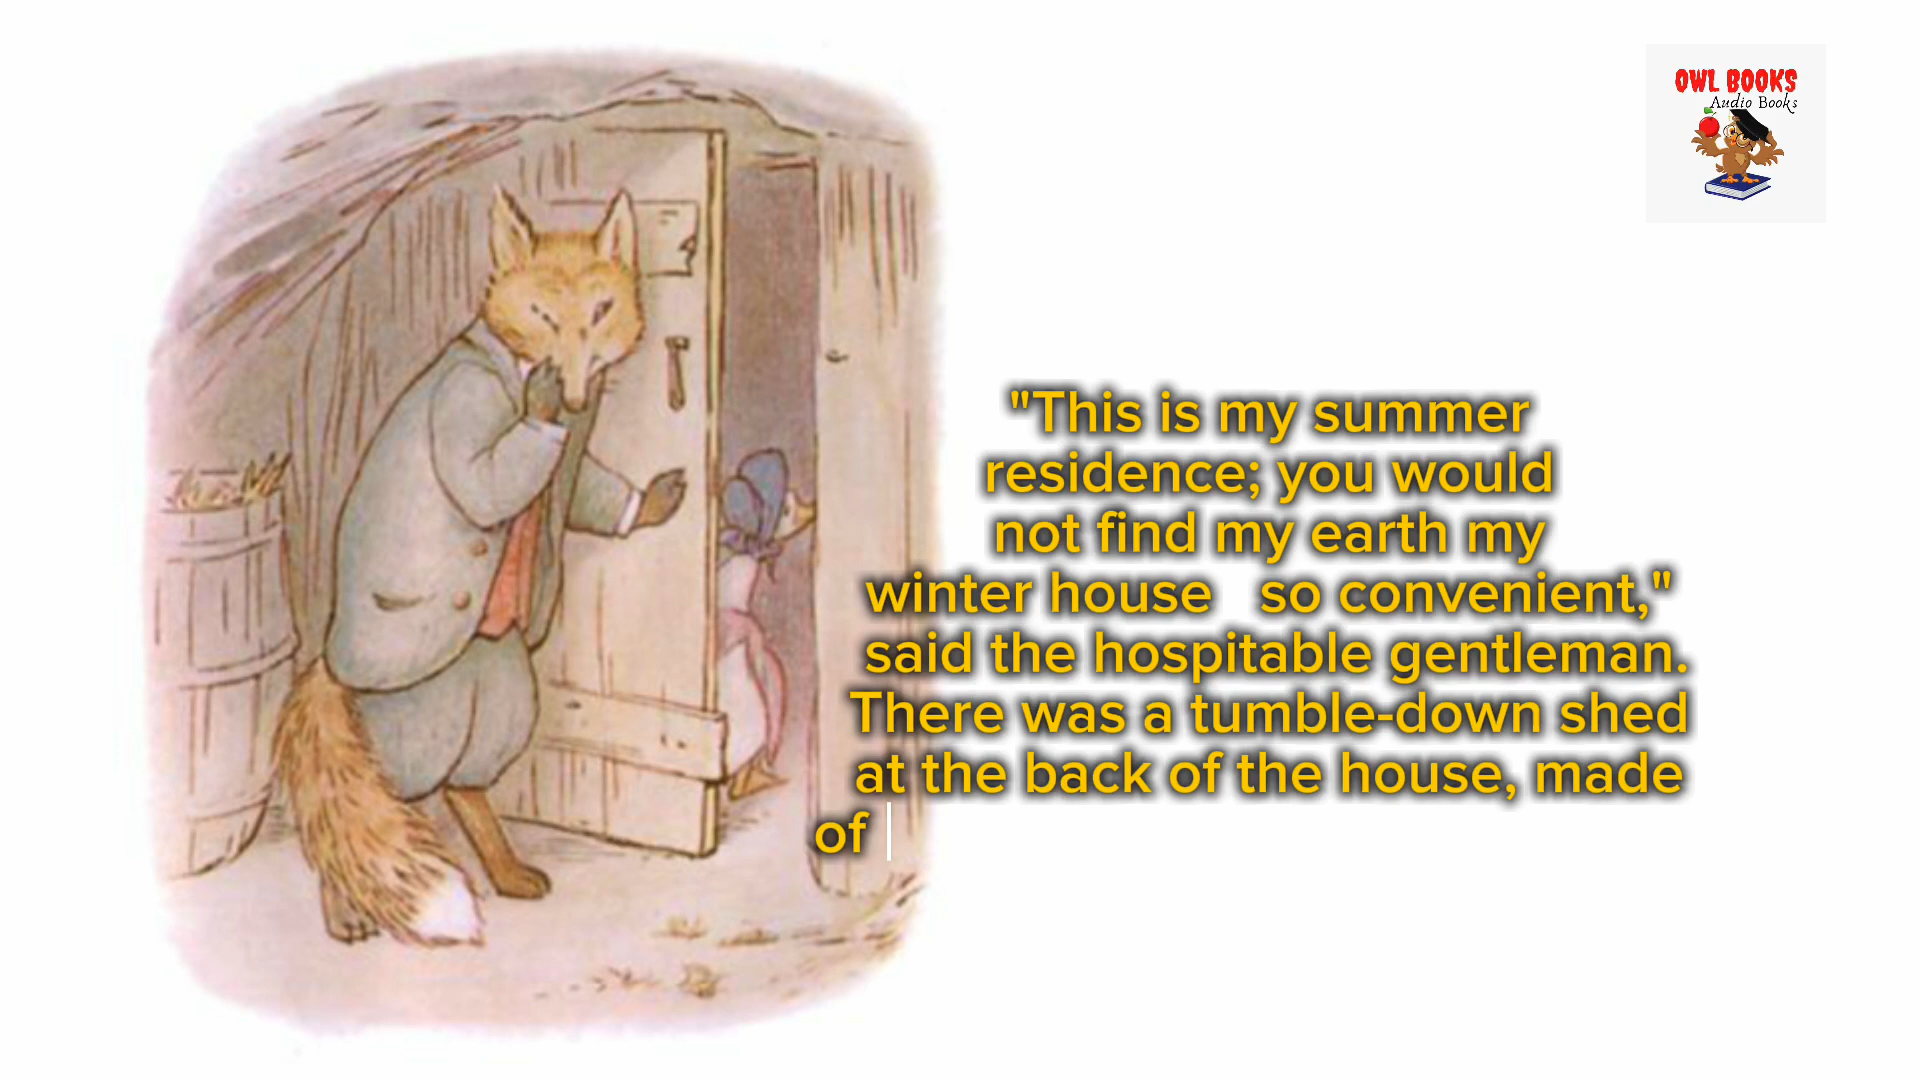 OWL BOOKS
Audio Books
"This is my summer
residence; you would
not find my earth my
winter house so convenient,"
said the hospitable gentleman.
There was a tumble-down shed
at the back of the house, made
of